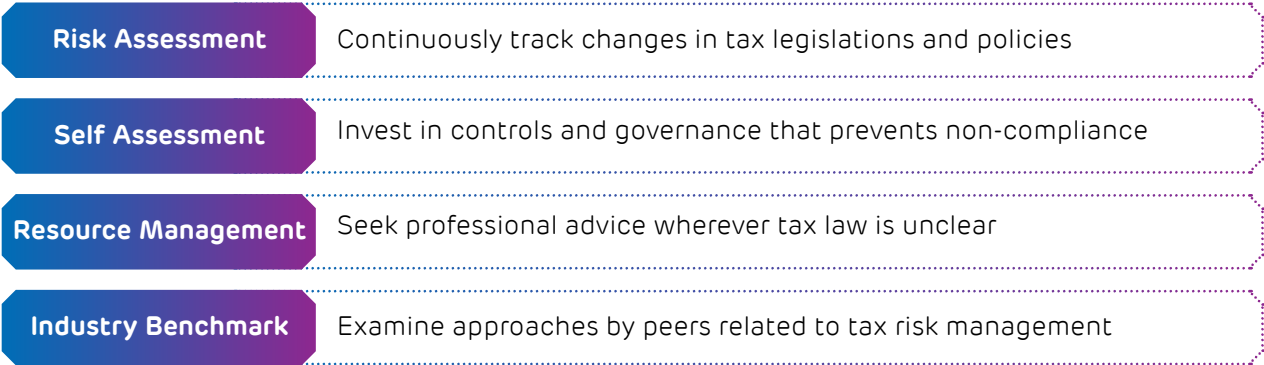 Risk Assessment
Continuously track changes in tax legislations and policies
Self Assessment
Invest in controls and governance that prevents non-compliance
Resource Management
Seek professional advice wherever tax law is unclear
Industry Benchmark
Examine approaches by peers related to tax risk management